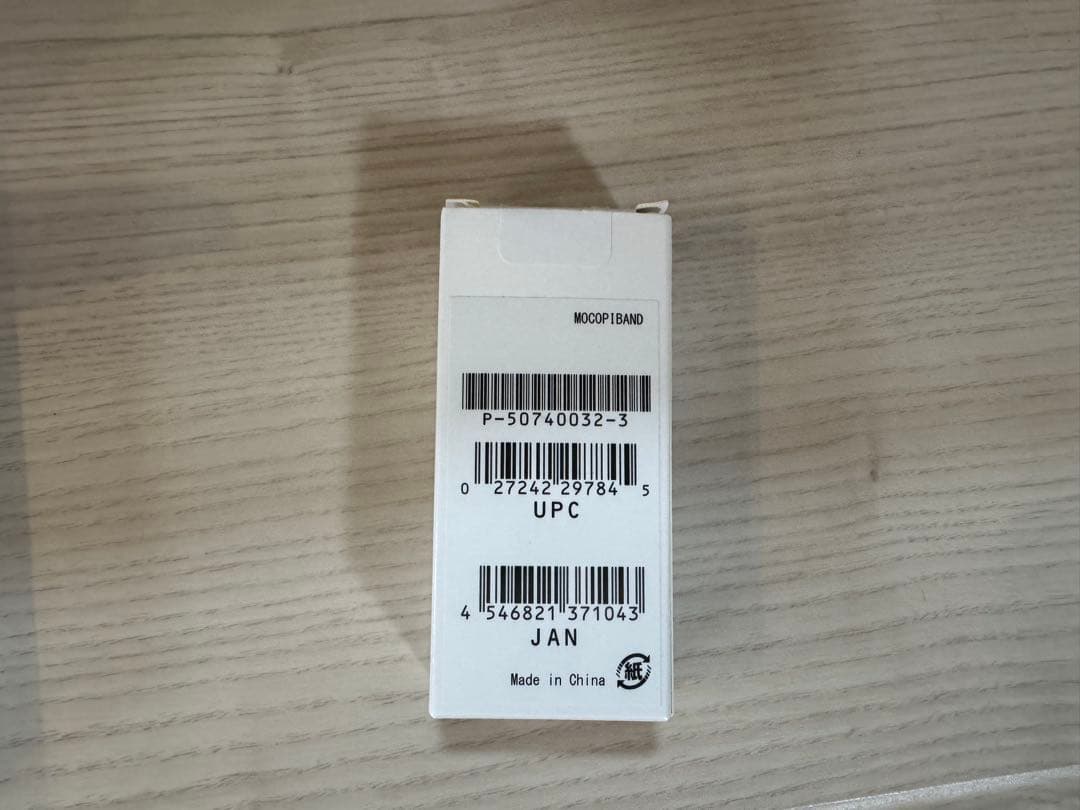 MOCOPIBAND
P-50740032-3
0 27242 29784 5
UPC
4 546821 371043
JAN
Made in China 紙